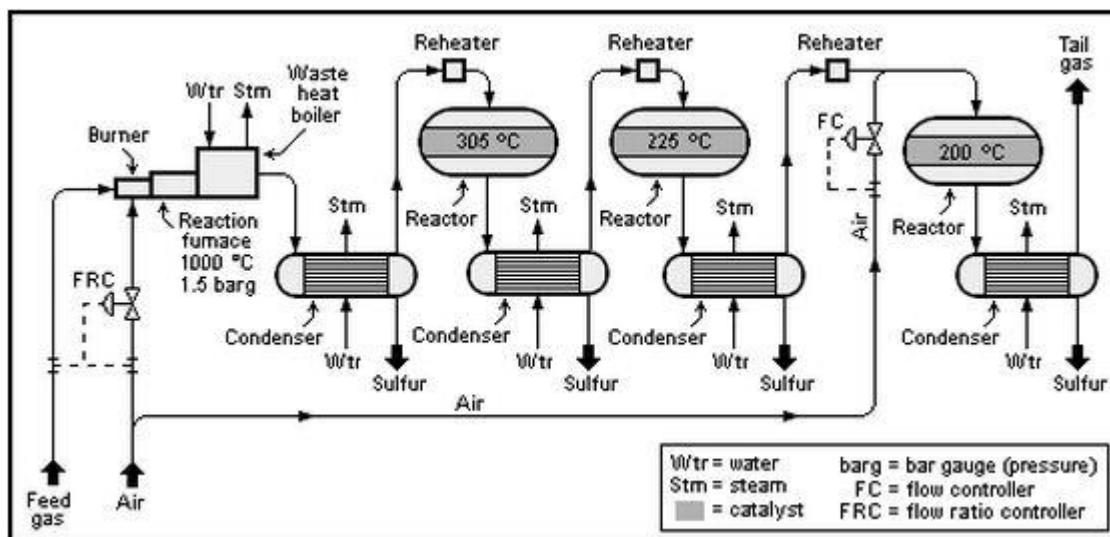 Reheater
Reheater
Reheater
Tail
gas
Waste
heat
boiler
Wtr
Stm
Burner
305 °C
225 °C
FC
200 °C
Reactor
Reactor
Reactor
Stm
Stm
Stm
Stm
Air
Reaction
furnace
1000 °C
1.5 barg
FRC
Condenser
Condenser
Condenser
Condenser
Wtr
Wtr
Wtr
Wtr
Sulfur
Sulfur
Sulfur
Sulfur
Air
Feed
gas
Air
Wtr = water
Stm = steam
= catalyst
barg = bar gauge (pressure)
FC = flow controller
FRC = flow ratio controller